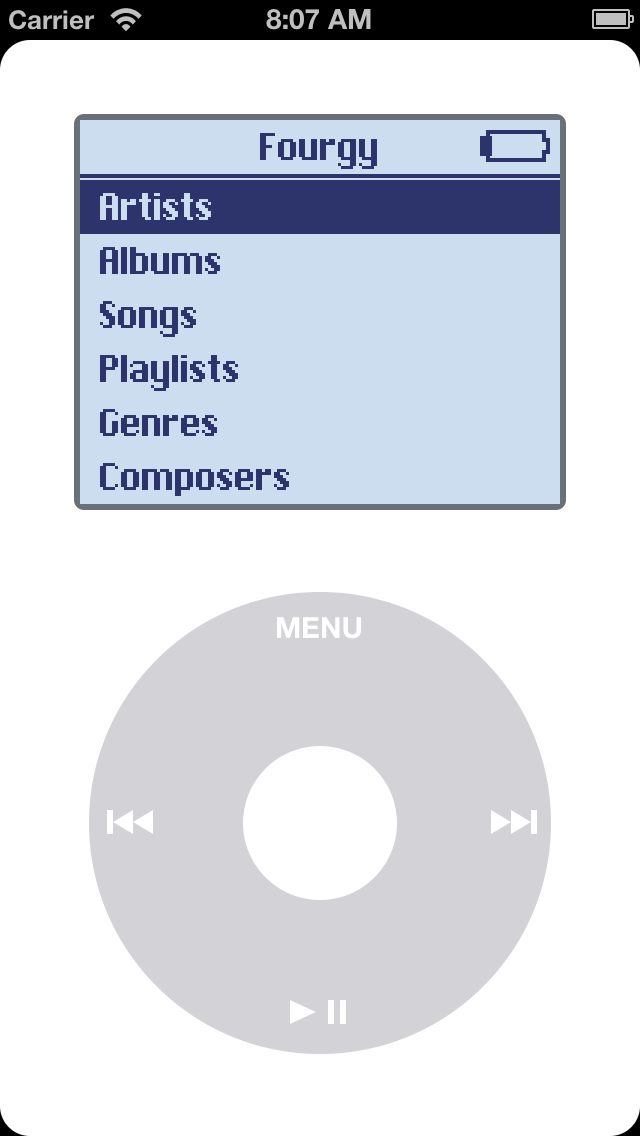 Carrier 8:07 AM
Fourgy
Artists
Albums
Songs
Playlists
Genres
Composers
MENU